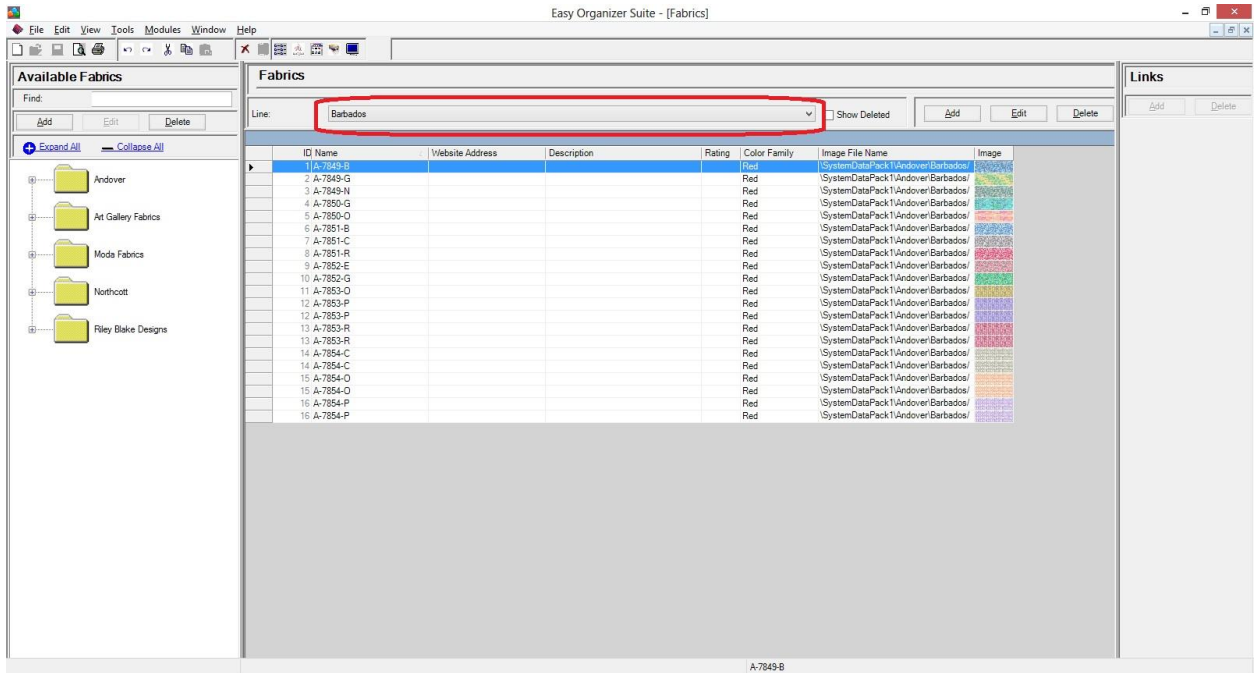 Easy Organizer Suite - [Fabrics]
File Edit View Tools Modules Window Help
Available Fabrics
Find:
Add Edit Delete
Expand All Collapse All
Andover
Art Gallery Fabrics
Moda Fabrics
Northcott
Riley Blake Designs
Fabrics
Line: Barbados Show Deleted Add Edit Delete
ID Name Website Address Description Rating Color Family Image File Name Image
1 A-7849-B Red \SystemDataPack1\Andover\Barbados/
2 A-7849-G Red \SystemDataPack1\Andover\Barbados/
3 A-7849-N Red \SystemDataPack1\Andover\Barbados/
4 A-7850-G Red \SystemDataPack1\Andover\Barbados/
5 A-7850-O Red \SystemDataPack1\Andover\Barbados/
6 A-7851-B Red \SystemDataPack1\Andover\Barbados/
7 A-7851-C Red \SystemDataPack1\Andover\Barbados/
8 A-7851-R Red \SystemDataPack1\Andover\Barbados/
9 A-7852-E Red \SystemDataPack1\Andover\Barbados/
10 A-7852-G Red \SystemDataPack1\Andover\Barbados/
11 A-7853-O Red \SystemDataPack1\Andover\Barbados/
12 A-7853-P Red \SystemDataPack1\Andover\Barbados/
12 A-7853-P Red \SystemDataPack1\Andover\Barbados/
13 A-7853-R Red \SystemDataPack1\Andover\Barbados/
13 A-7853-R Red \SystemDataPack1\Andover\Barbados/
14 A-7854-C Red \SystemDataPack1\Andover\Barbados/
14 A-7854-C Red \SystemDataPack1\Andover\Barbados/
15 A-7854-O Red \SystemDataPack1\Andover\Barbados/
15 A-7854-O Red \SystemDataPack1\Andover\Barbados/
16 A-7854-P Red \SystemDataPack1\Andover\Barbados/
16 A-7854-P Red \SystemDataPack1\Andover\Barbados/
Links
Add Delete
A-7849-B